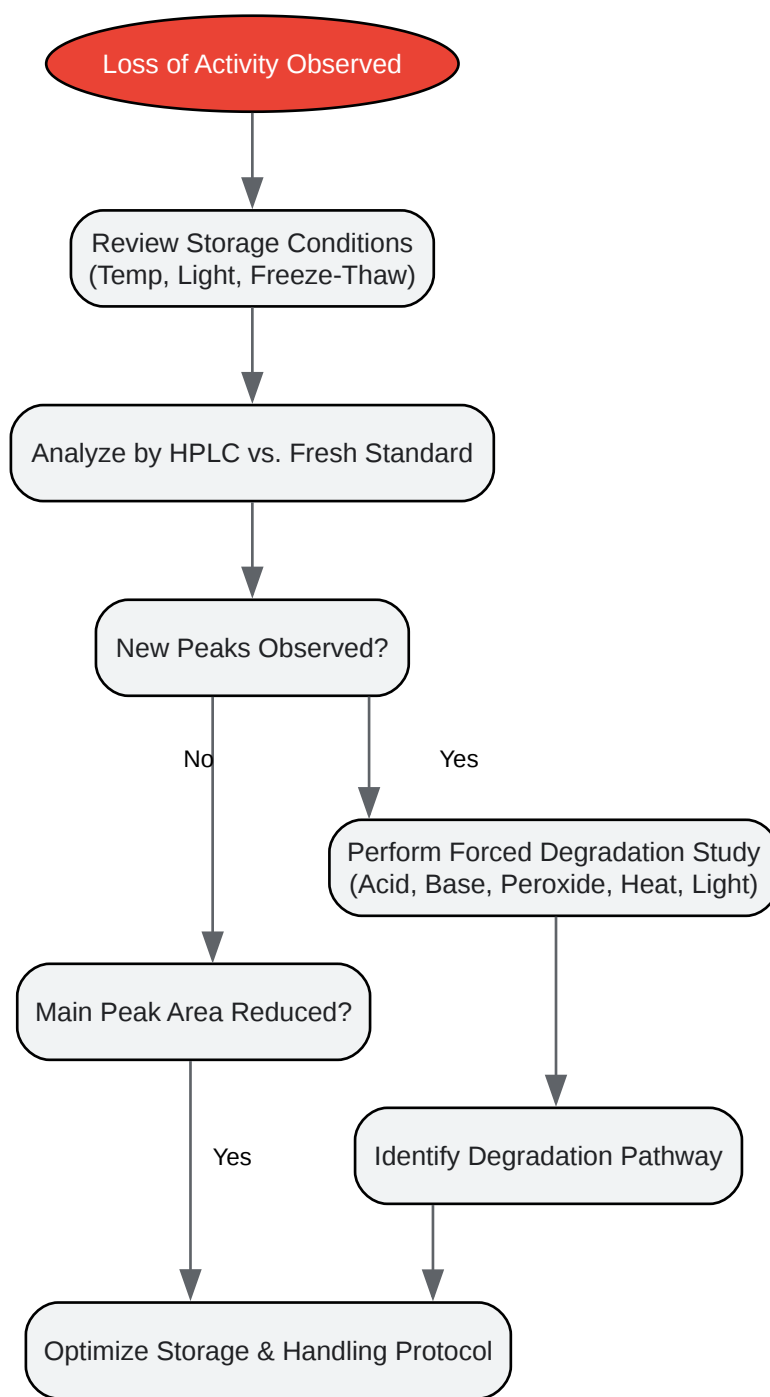 Loss of Activity Observed
Review Storage Conditions
(Temp, Light, Freeze-Thaw)
Analyze by HPLC vs. Fresh Standard
New Peaks Observed?
No
Yes
Perform Forced Degradation Study
(Acid, Base, Peroxide, Heat, Light)
Main Peak Area Reduced?
Yes
Identify Degradation Pathway
Optimize Storage & Handling Protocol